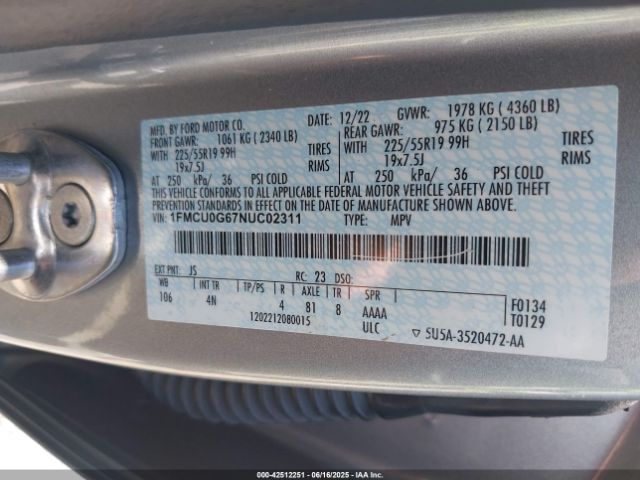 MFD. BY FORD MOTOR CO. DATE: 12/22 GVWR: 1978 KG ( 4360 LB)
FRONT GAWR: 1061 KG ( 2340 LB) REAR GAWR: 975 KG ( 2150 LB)
WITH 225/55R19 99H TIRES WITH 225/55R19 99H TIRES
19x7.5J RIMS 19x7.5J RIMS
AT 250 kPa/ 36 PSI COLD AT 250 kPa/ 36 PSI COLD
THIS VEHICLE CONFORMS TO ALL APPLICABLE FEDERAL MOTOR VEHICLE SAFETY AND THEFT
PREVENTION STANDARDS IN EFFECT ON THE DATE OF MANUFACTURE SHOWN ABOVE.
VIN: 1FMCU0G67NUC02311 TYPE: MPV
EXT PNT: JS RC: 23 DSO:
WB INT TR TP/PS R AXLE TR SPR F0134
106 4N 4 81 8 AAAA T0129
1202212080015 ULC ▽ SU5A-3520472-AA
000-42512251 - 06/16/2025 - IAAI.com